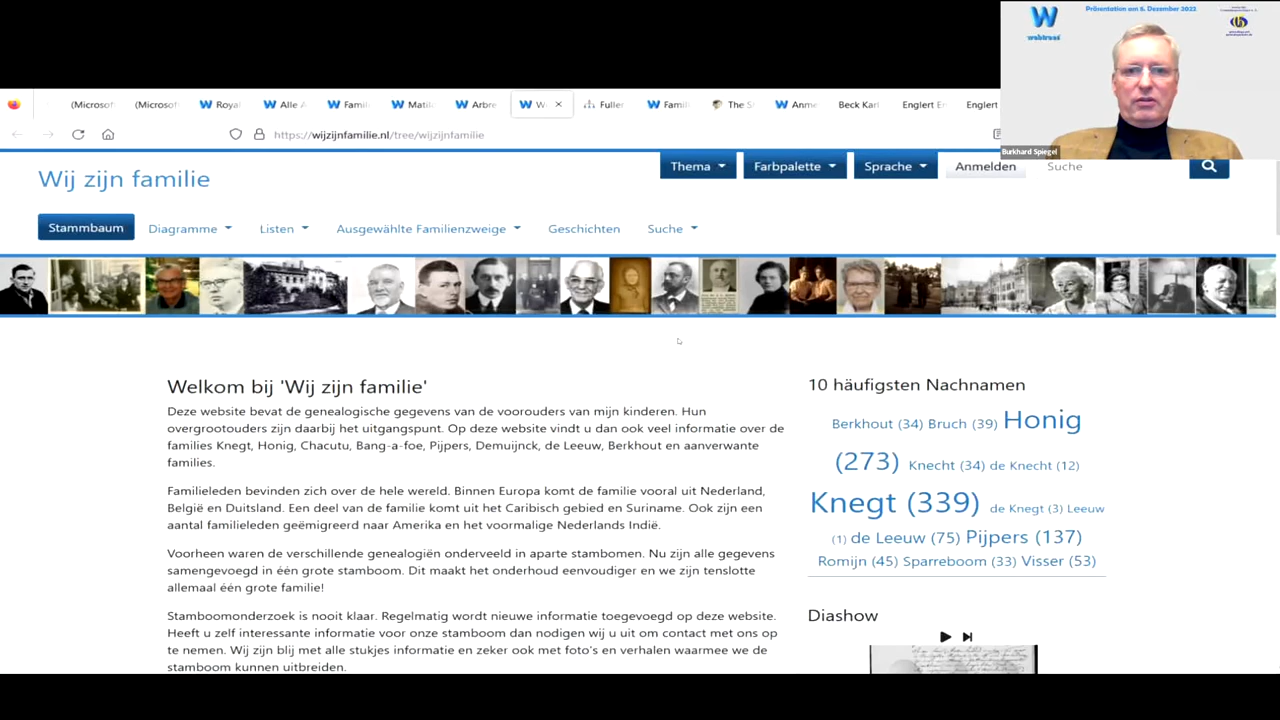 Präsentation am 5. Dezember 2022
webtrees
Burkhard Spiegel
(Microsof
(Microsof
Royal
Alle A
Famil
Matil
Arbre
W
Fuller
Famil
The S
Anme
Beck Karl
Englert Er
Englert
https://wijzijnfamilie.nl/tree/wijzijnfamilie
Wij zijn familie
Thema
Farbpalette
Sprache
Anmelden
Suche
Stammbaum
Diagramme
Listen
Ausgewählte Familienzweige
Geschichten
Suche
Welkom bij 'Wij zijn familie'
Deze website bevat de genealogische gegevens van de voorouders van mijn kinderen. Hun
overgrootouders zijn daarbij het uitgangspunt. Op deze website vindt u dan ook veel informatie over de
families Knegt, Honig, Chacutu, Bang-a-foe, Pijpers, Demuijnck, de Leeuw, Berkhout en aanverwante
families.
Familieleden bevinden zich over de hele wereld. Binnen Europa komt de familie vooral uit Nederland,
België en Duitsland. Een deel van de familie komt uit het Caribisch gebied en Suriname. Ook zijn een
aantal familieleden geëmigreerd naar Amerika en het voormalige Nederlands Indië.
Voorheen waren de verschillende genealogiën onderveeld in aparte stambomen. Nu zijn alle gegevens
samengevoegd in één grote stamboom. Dit maakt het onderhoud eenvoudiger en we zijn tenslotte
allemaal één grote familie!
Stamboomonderzoek is nooit klaar. Regelmatig wordt nieuwe informatie toegevoegd op deze website.
Heeft u zelf interessante informatie voor onze stamboom dan nodigen wij u uit om contact met ons op
te nemen. Wij zijn blij met alle stukjes informatie en zeker ook met foto's en verhalen waarmee we de
stamboom kunnen uitbreiden.
10 häufigsten Nachnamen
Berkhout (34) Bruch (39) Honig
(273) Knecht (34) de Knecht (12)
Knegt (339) de Knegt (3) Leeuw
(1) de Leeuw (75) Pijpers (137)
Romijn (45) Sparreboom (33) Visser (53)
Diashow